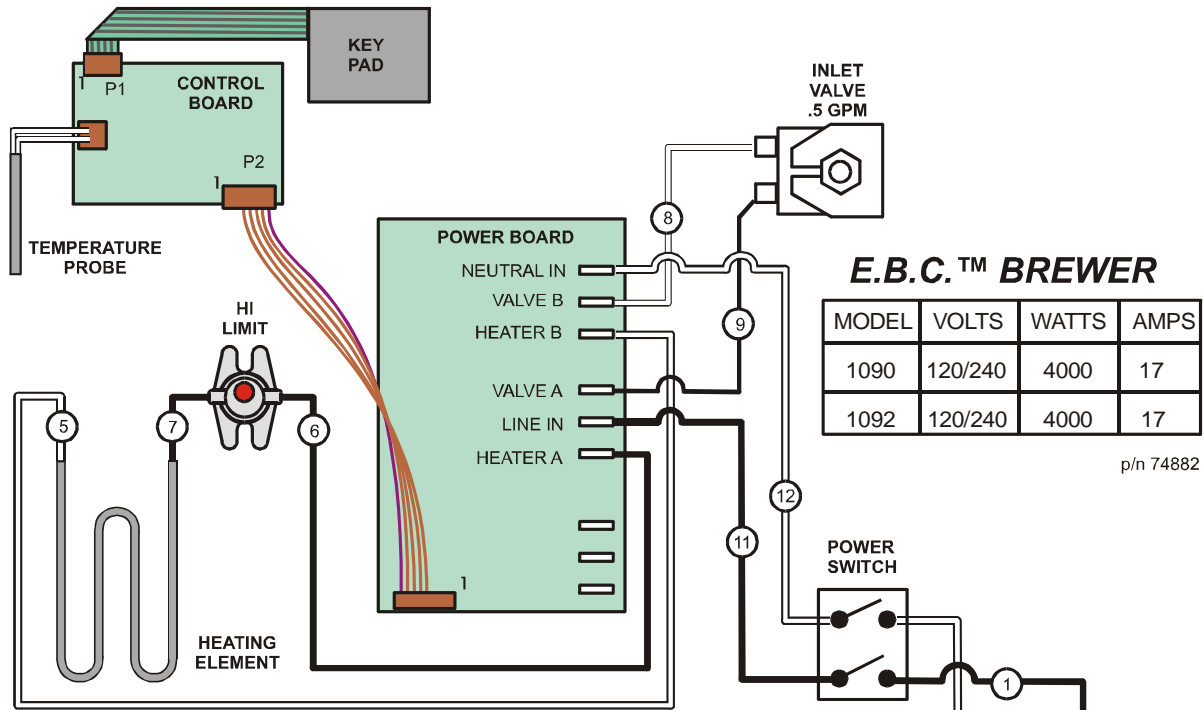 KEY
PAD
1
P1
CONTROL
BOARD
P2
1
TEMPERATURE
PROBE
INLET
VALVE
.5 GPM
8
POWER BOARD
NEUTRAL IN
VALVE B
HEATER B
VALVE A
LINE IN
HEATER A
1
9
E.B.C.™ BREWER
MODEL VOLTS WATTS AMPS
1090 120/240 4000 17
1092 120/240 4000 17
p/n 74882
HI
LIMIT
5
7
6
HEATING
ELEMENT
12
11
POWER
SWITCH
1